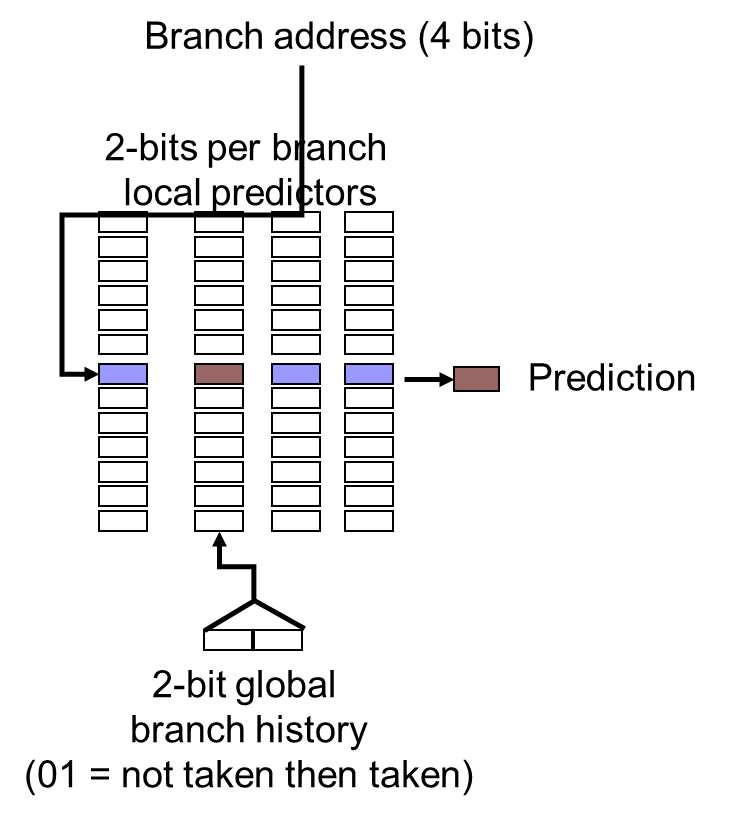 Branch address (4 bits)
2-bits per branch
local predictors
Prediction
2-bit global
branch history
(01 = not taken then taken)